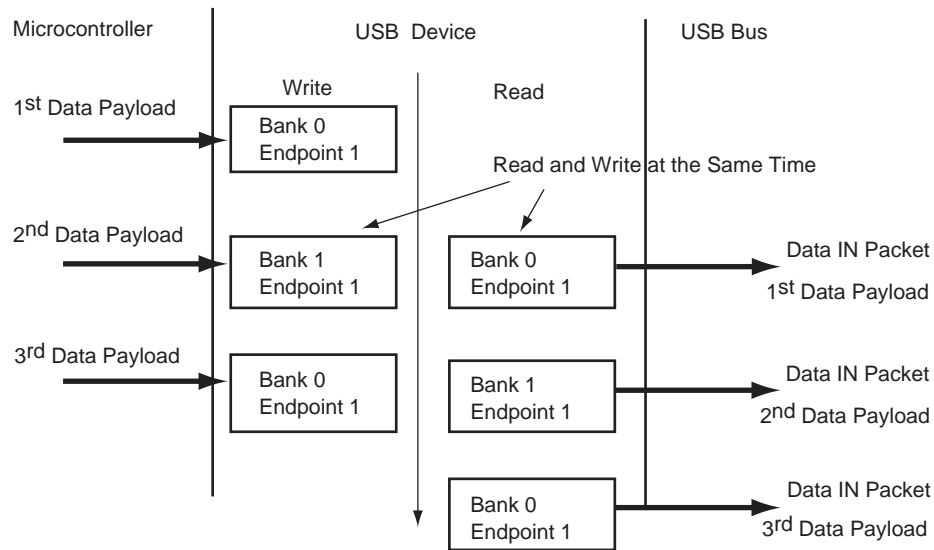 Microcontroller USB Device USB Bus
Write Read
1st Data Payload
Bank 0
Endpoint 1
Read and Write at the Same Time
2nd Data Payload
Bank 1
Endpoint 1
Bank 0
Endpoint 1
Data IN Packet
1st Data Payload
3rd Data Payload
Bank 0
Endpoint 1
Bank 1
Endpoint 1
Data IN Packet
2nd Data Payload
Bank 0
Endpoint 1
Data IN Packet
3rd Data Payload